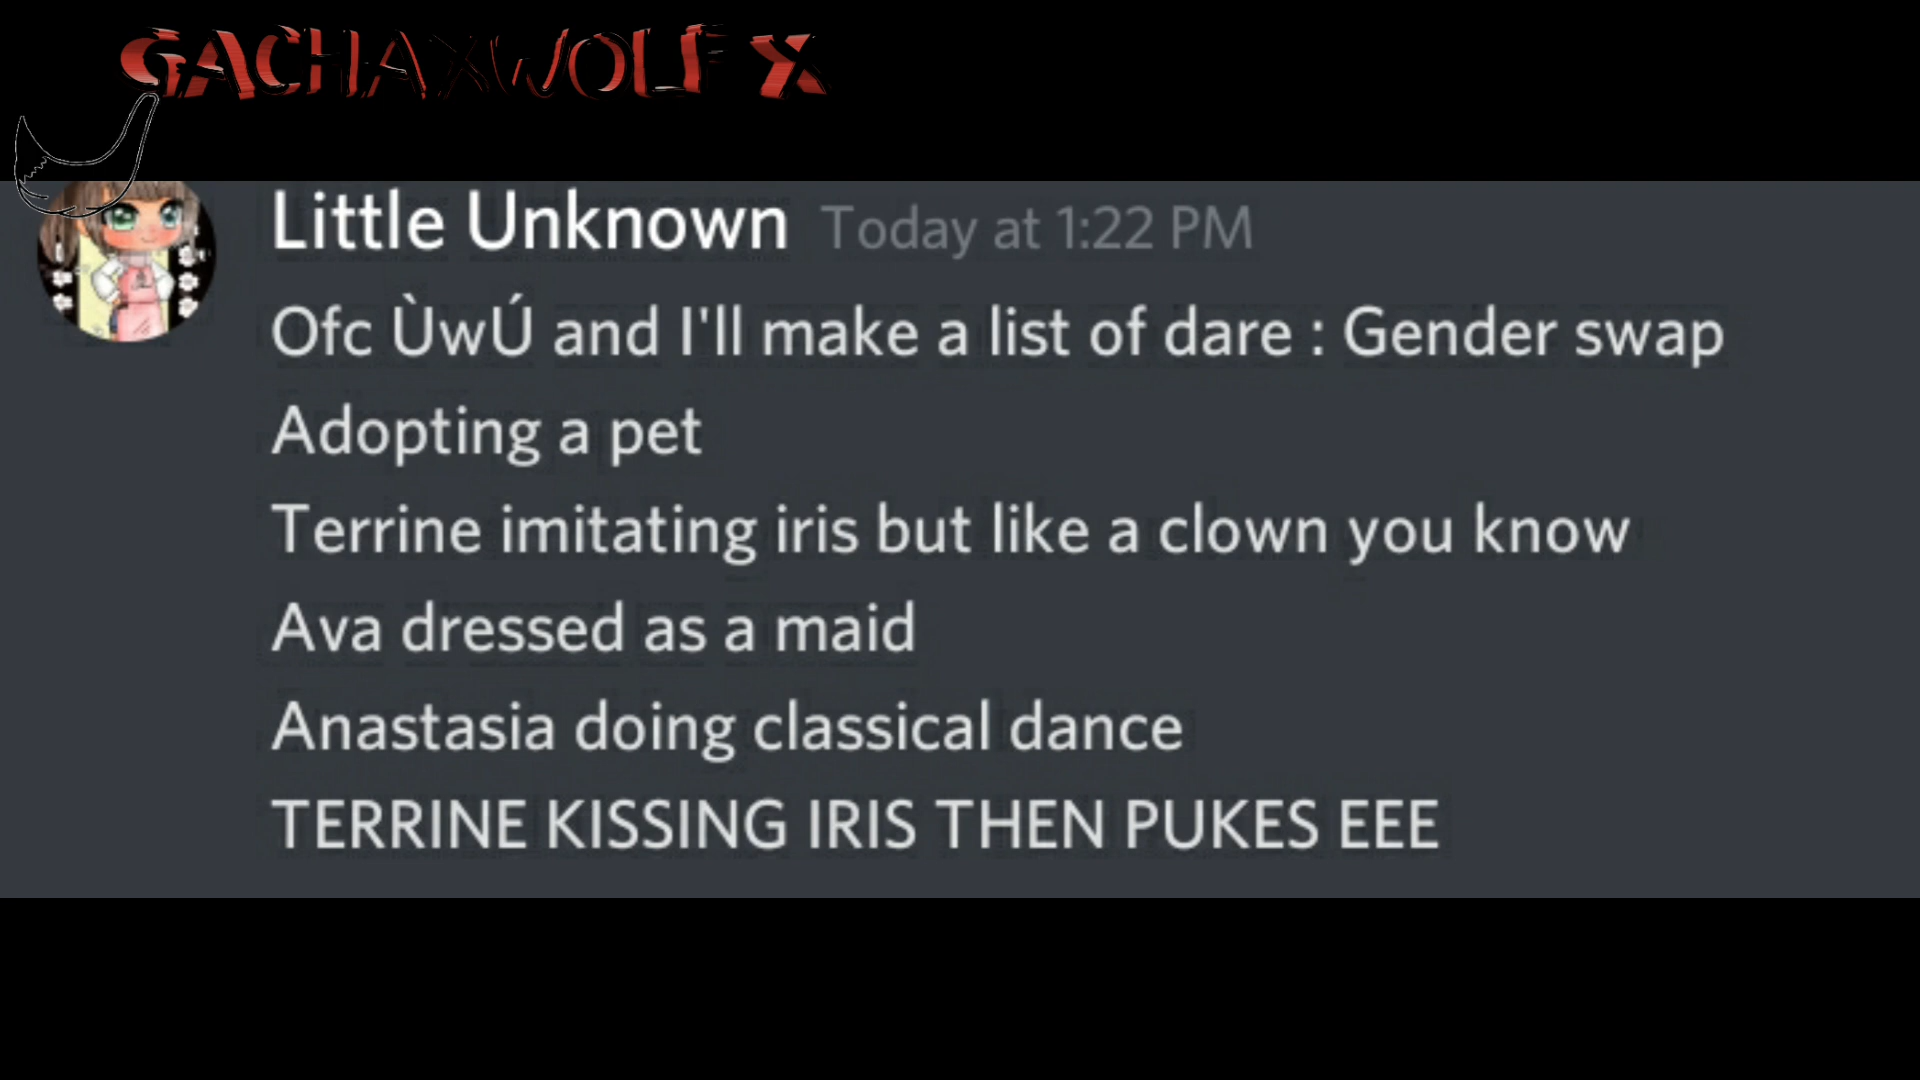 GACHAXWOLF X
Little Unknown Today at 1:22 PM
Ofc ÙwÚ and I'll make a list of dare : Gender swap
Adopting a pet
Terrine imitating iris but like a clown you know
Ava dressed as a maid
Anastasia doing classical dance
TERRINE KISSING IRIS THEN PUKES EEE